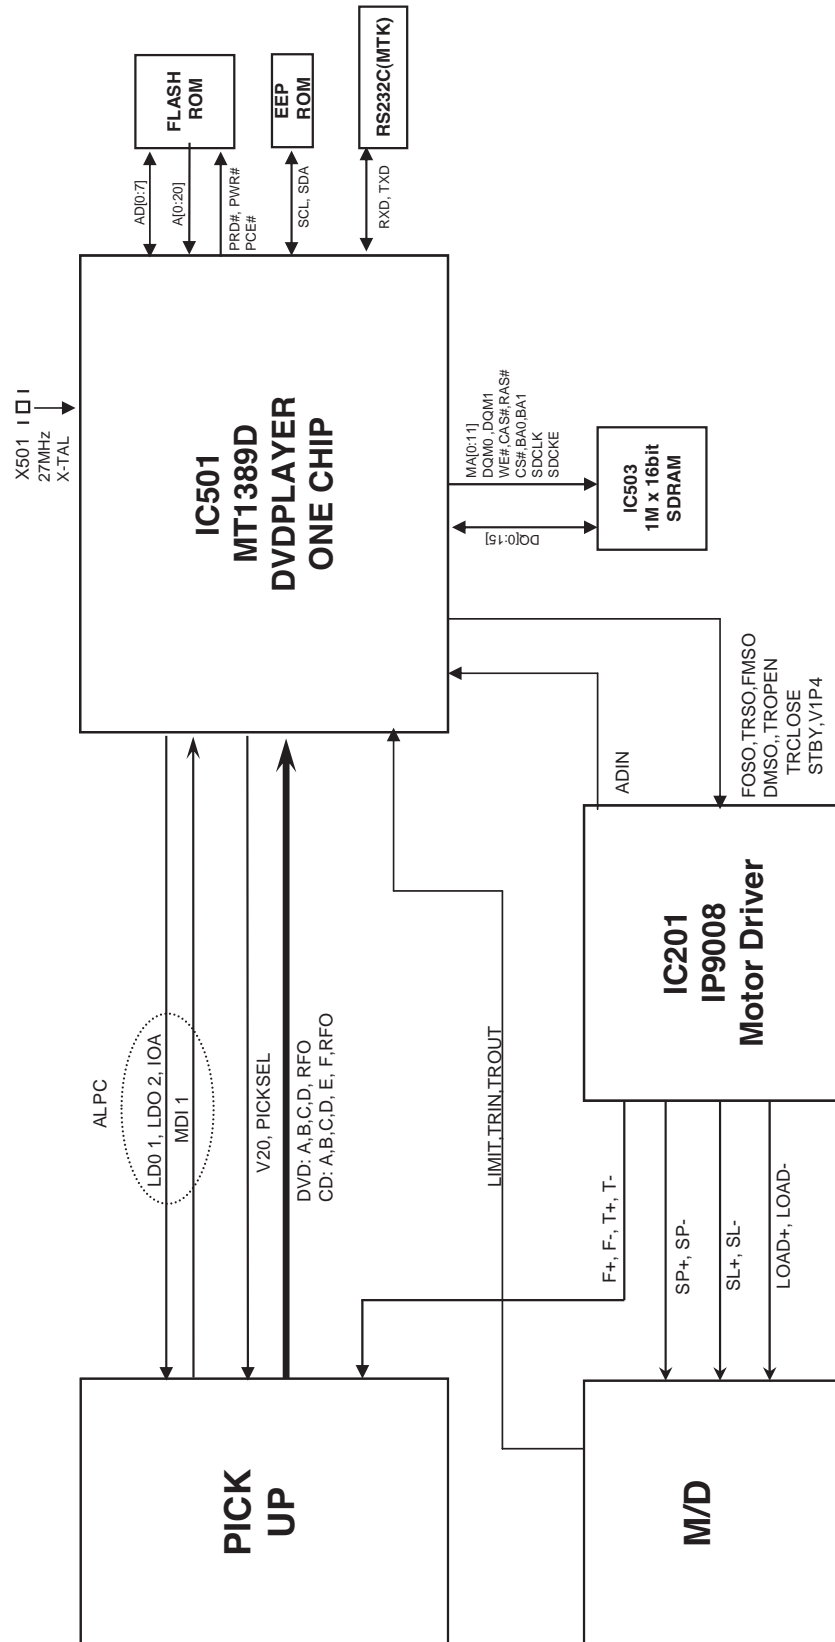 PICK
UP
M/D
ALPC
LD0 1, LDO 2, IOA
MDI 1
V20, PICKSEL
DVD: A,B,C,D, RFO
CD: A,B,C,D, E, F,RFO
LIMIT,TRIN,TROUT
F+, F-, T+, T-
SP+, SP-
SL+, SL-
LOAD+, LOAD-
IC201
IP9008
Motor Driver
ADIN
FOSO,TRSO,FMSO
DMSO,,TROPEN
TRCLOSE
STBY,V1P4
X501
27MHz
X-TAL
IC501
MT1389D
DVDPLAYER
ONE CHIP
DQ[0:15]
MA[0:11]
DQM0 ,DQM1
WE#,CAS#,RAS#
CS#,BA0,BA1
SDCLK
SDCKE
IC503
1M x 16bit
SDRAM
AD[0:7]
A[0:20]
PRD#, PWR#
PCE#
SCL, SDA
RXD, TXD
FLASH
ROM
EEP
ROM
RS232C(MTK)